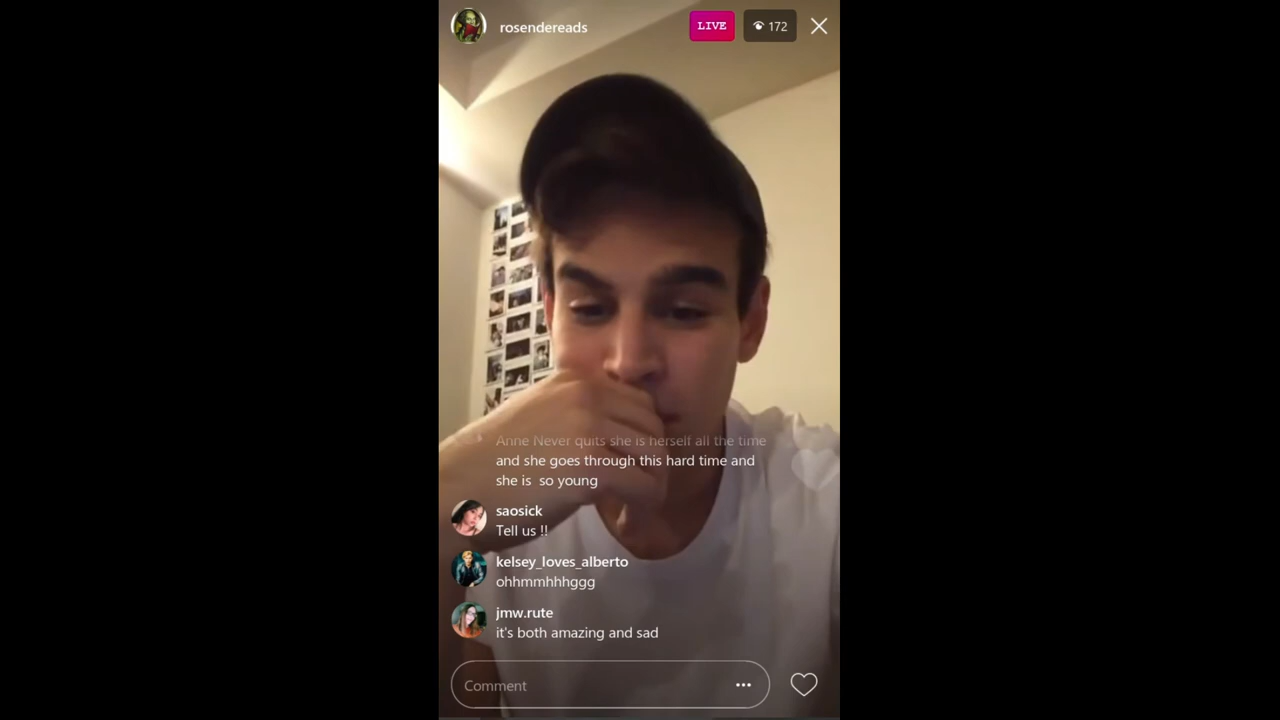 rosendereads
LIVE
172
Anne Never quits she is herself all the time
and she goes through this hard time and
she is  so young
saosick
Tell us !!
kelsey_loves_alberto
ohhmmhhhggg
jmw.rute
it's both amazing and sad
Comment